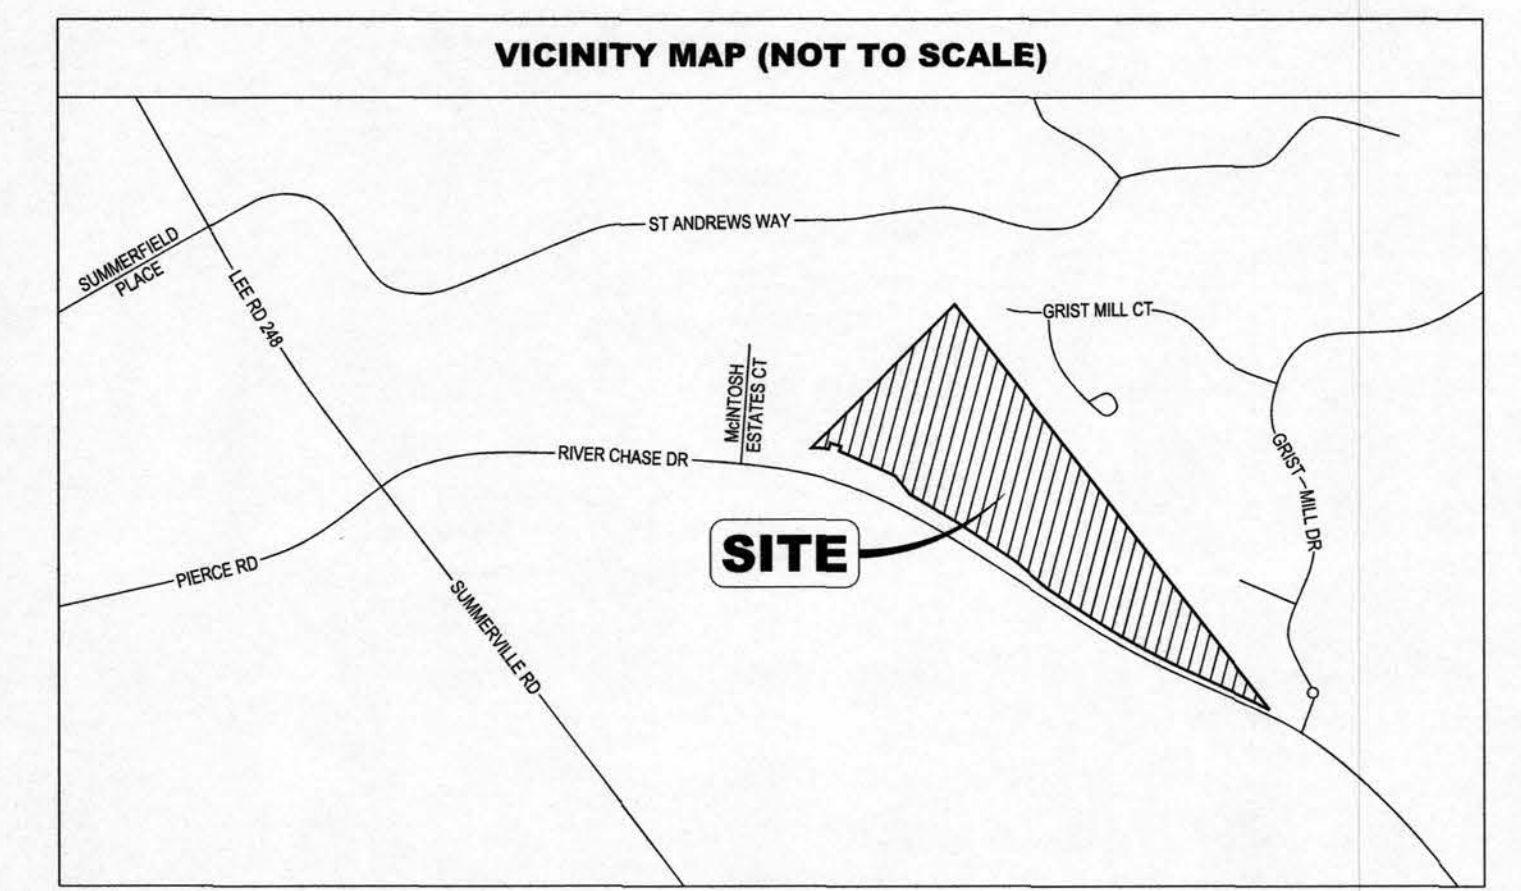 VICINITY MAP (NOT TO SCALE)
ST ANDREWS WAY
SUMMERFIELD
PLACE
LEE RD 248
GRIST MILL CT
McINTOSH
ESTATES CT
RIVER CHASE DR
GRIST MILL DR
SITE
PIERCE RD
SUMMERVILLE RD